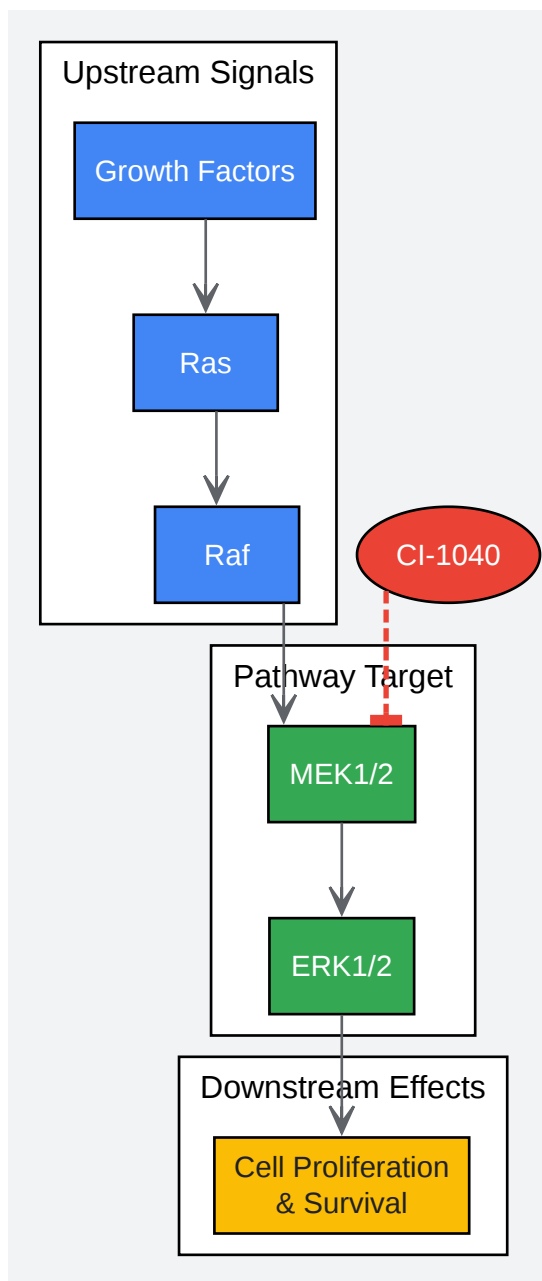 Upstream Signals
Growth Factors
Ras
Raf
CI-1040
Pathway Target
MEK1/2
ERK1/2
Downstream Effects
Cell Proliferation
& Survival